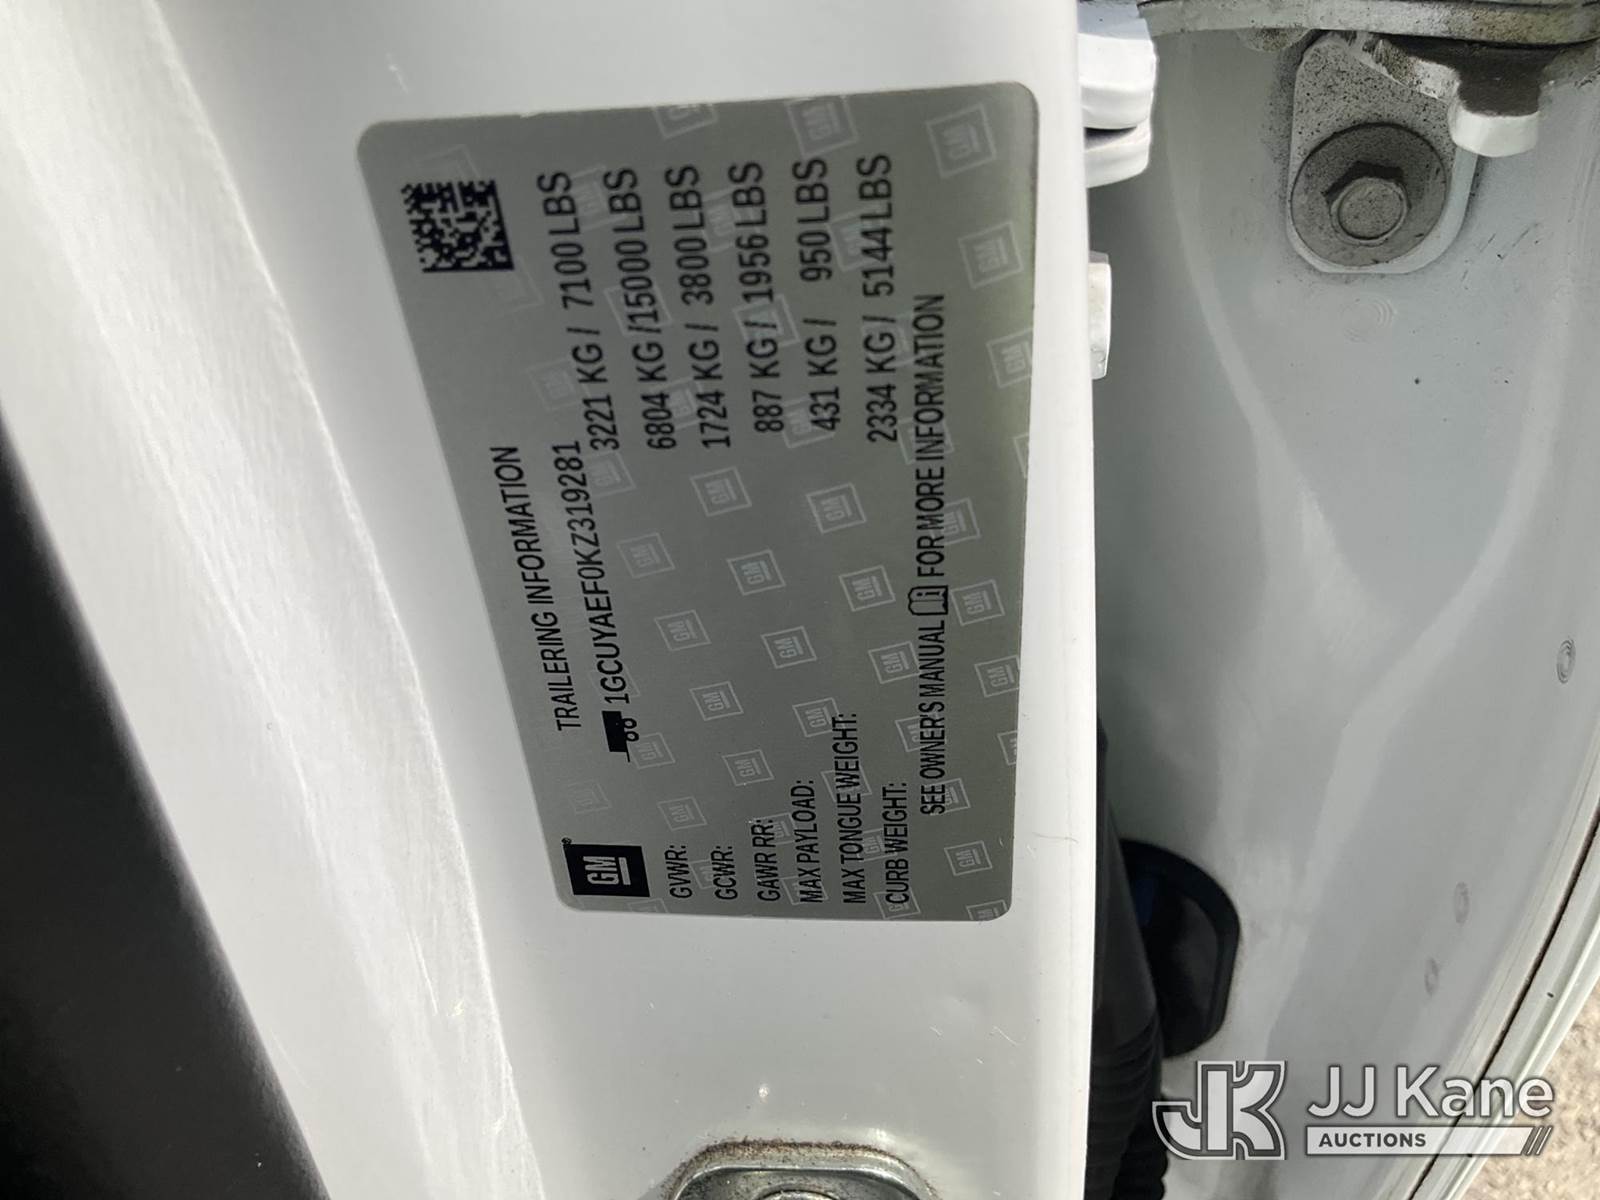 TRAILERING INFORMATION
1GCUYAEF0KZ319281
GM
GVWR: 3221 KG / 7100 LBS
GCWR: 6804 KG / 15000 LBS
GAWR RR: 1724 KG / 3800 LBS
MAX PAYLOAD: 887 KG / 1956 LBS
MAX TONGUE WEIGHT: 431 KG / 950 LBS
CURB WEIGHT: 2334 KG / 5144 LBS
SEE OWNER'S MANUAL FOR MORE INFORMATION
JK JJ Kane
AUCTIONS